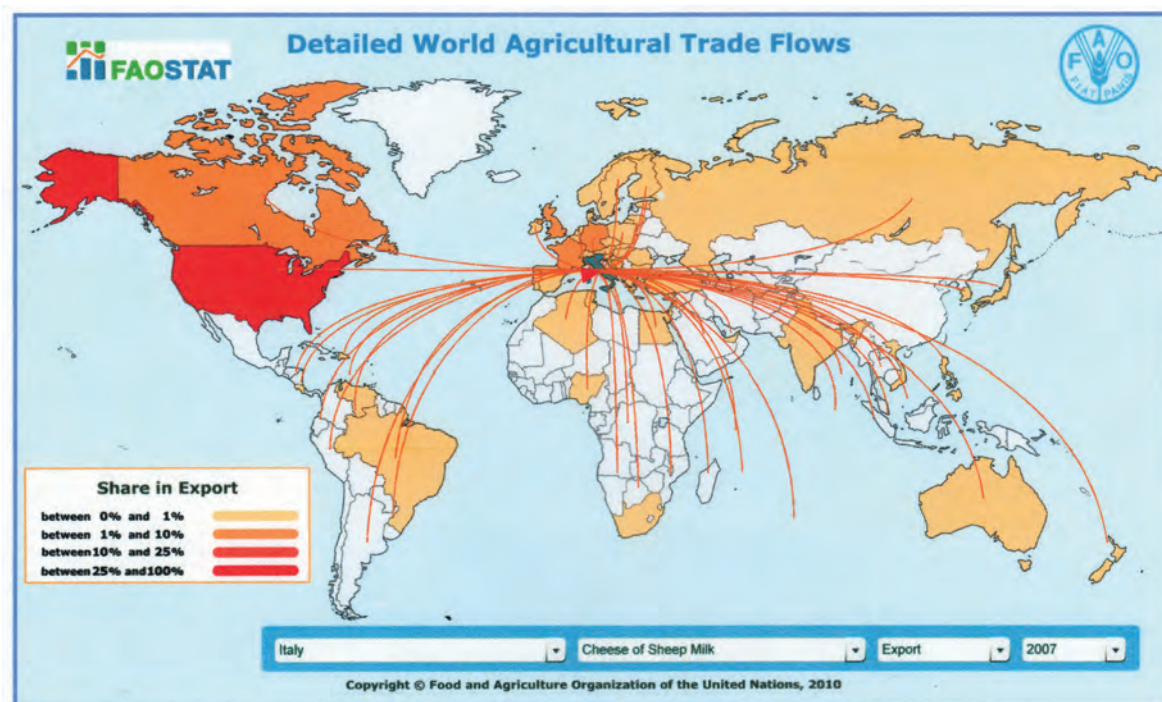 Detailed World Agricultural Trade Flows
FAOSTAT
F A O
FIAT PANIS
Share in Export
between 0% and 1%
between 1% and 10%
between 10% and 25%
between 25% and100%
Italy
Cheese of Sheep Milk
Export
2007
Copyright © Food and Agriculture Organization of the United Nations, 2010